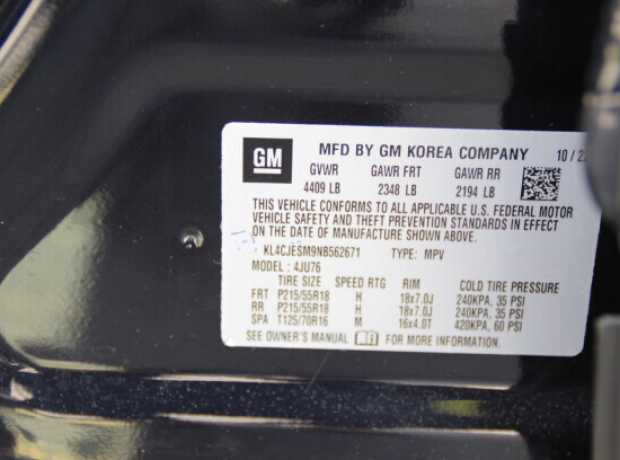 GM
MFD BY GM KOREA COMPANY 10 / 2
GVWR GAWR FRT GAWR RR
4409 LB 2348 LB 2194 LB
THIS VEHICLE CONFORMS TO ALL APPLICABLE U.S. FEDERAL MOTOR
VEHICLE SAFETY AND THEFT PREVENTION STANDARDS IN EFFECT
ON THE DATE OF MANUFACTURE SHOWN ABOVE.
KL4CJESM9NB562671 TYPE: MPV
MODEL : 4JU76
TIRE SIZE SPEED RTG RIM COLD TIRE PRESSURE
FRT P215/55R18 H 18x7.0J 240KPA, 35 PSI
RR P215/55R18 H 18x7.0J 240KPA, 35 PSI
SPA T125/70R16 M 16x4.0T 420KPA, 60 PSI
SEE OWNER'S MANUAL FOR MORE INFORMATION.